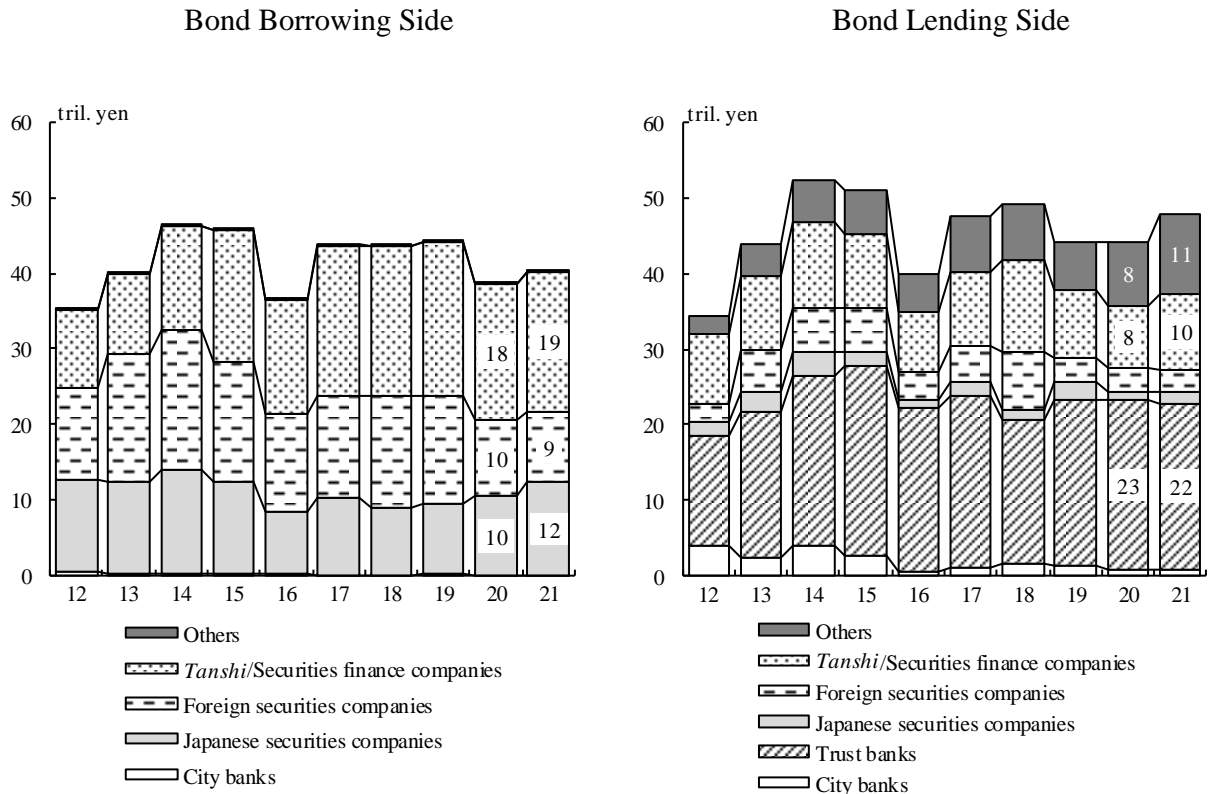 Bond Borrowing Side
tril. yen
60
50
40
30
20
10
0
18
19
10
9
10
12
12 13 14 15 16 17 18 19 20 21
Others
Tanshi/Securities finance companies
Foreign securities companies
Japanese securities companies
City banks
Bond Lending Side
tril. yen
60
50
40
30
20
10
0
8
11
8
10
23
22
12 13 14 15 16 17 18 19 20 21
Others
Tanshi/Securities finance companies
Foreign securities companies
Japanese securities companies
Trust banks
City banks